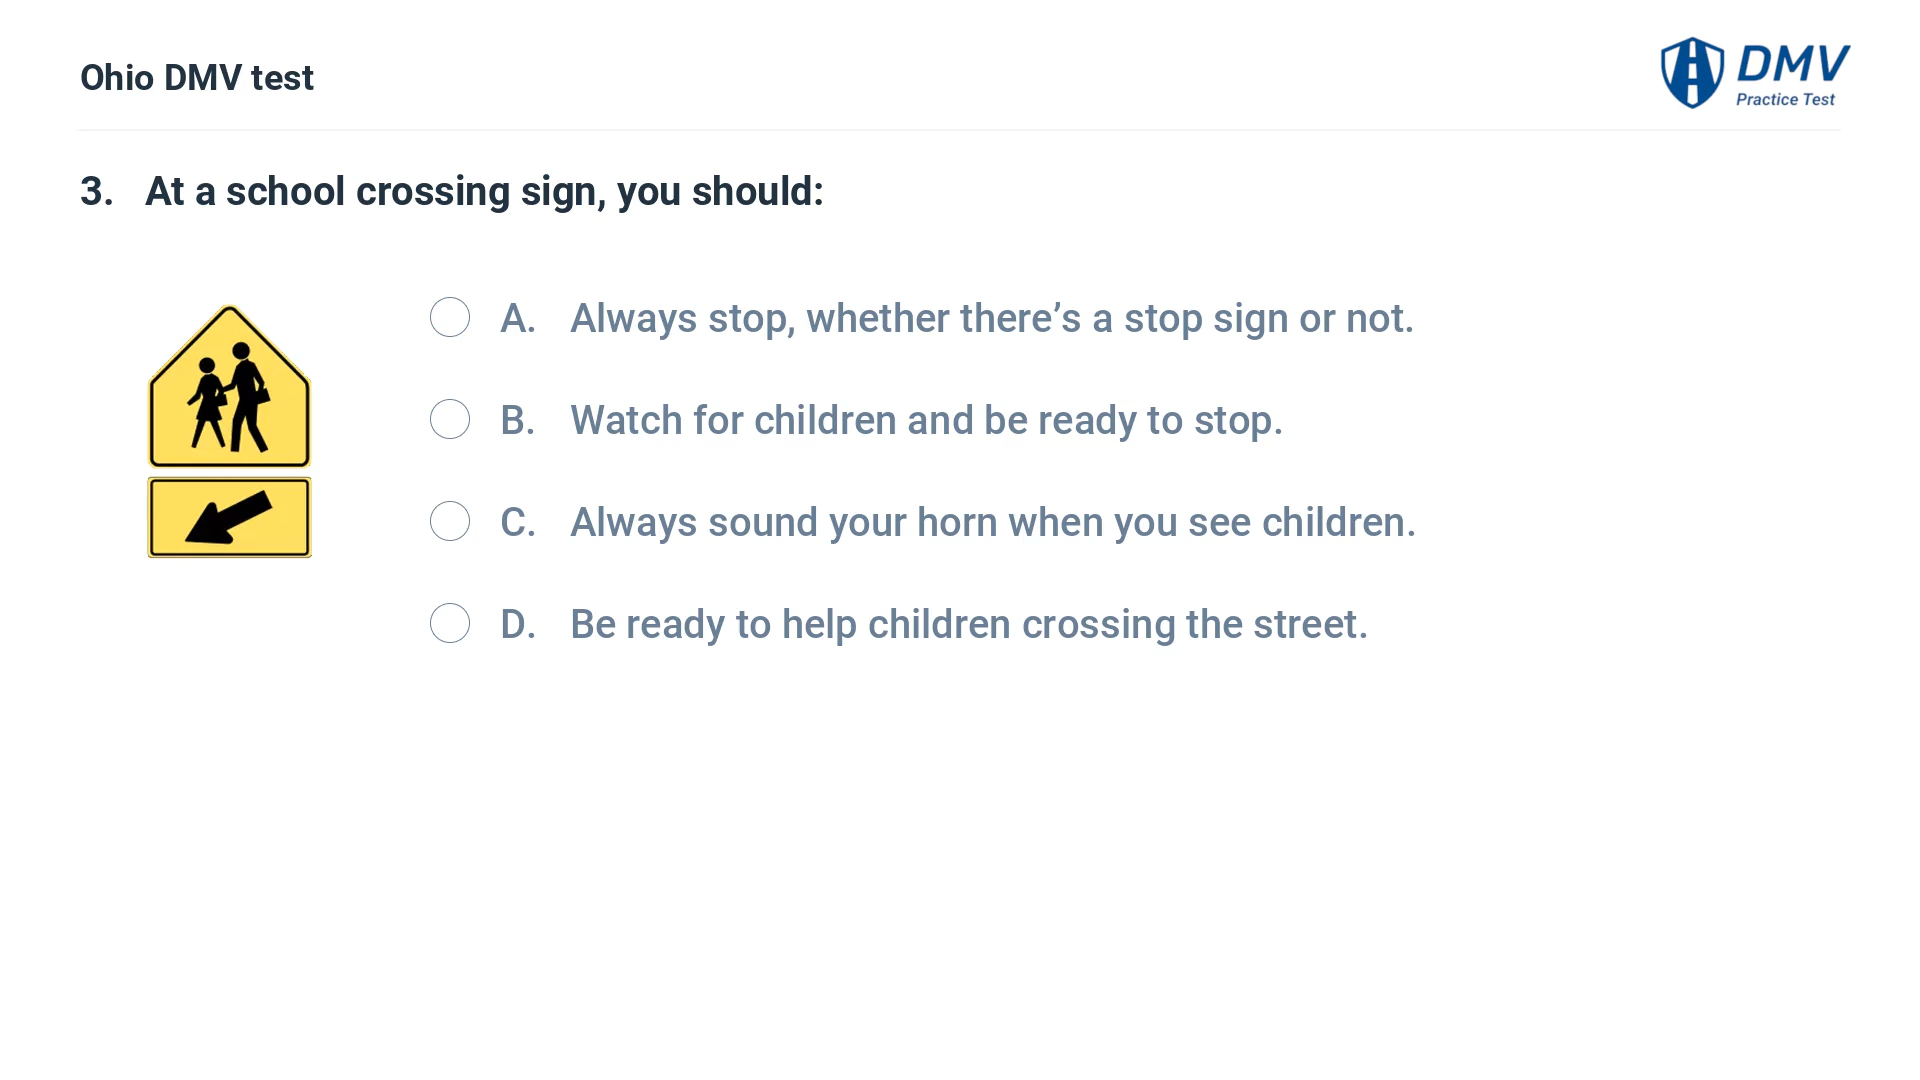 Ohio DMV test
DMV
Practice Test
3. At a school crossing sign, you should:
A. Always stop, whether there’s a stop sign or not.
B. Watch for children and be ready to stop.
C. Always sound your horn when you see children.
D. Be ready to help children crossing the street.